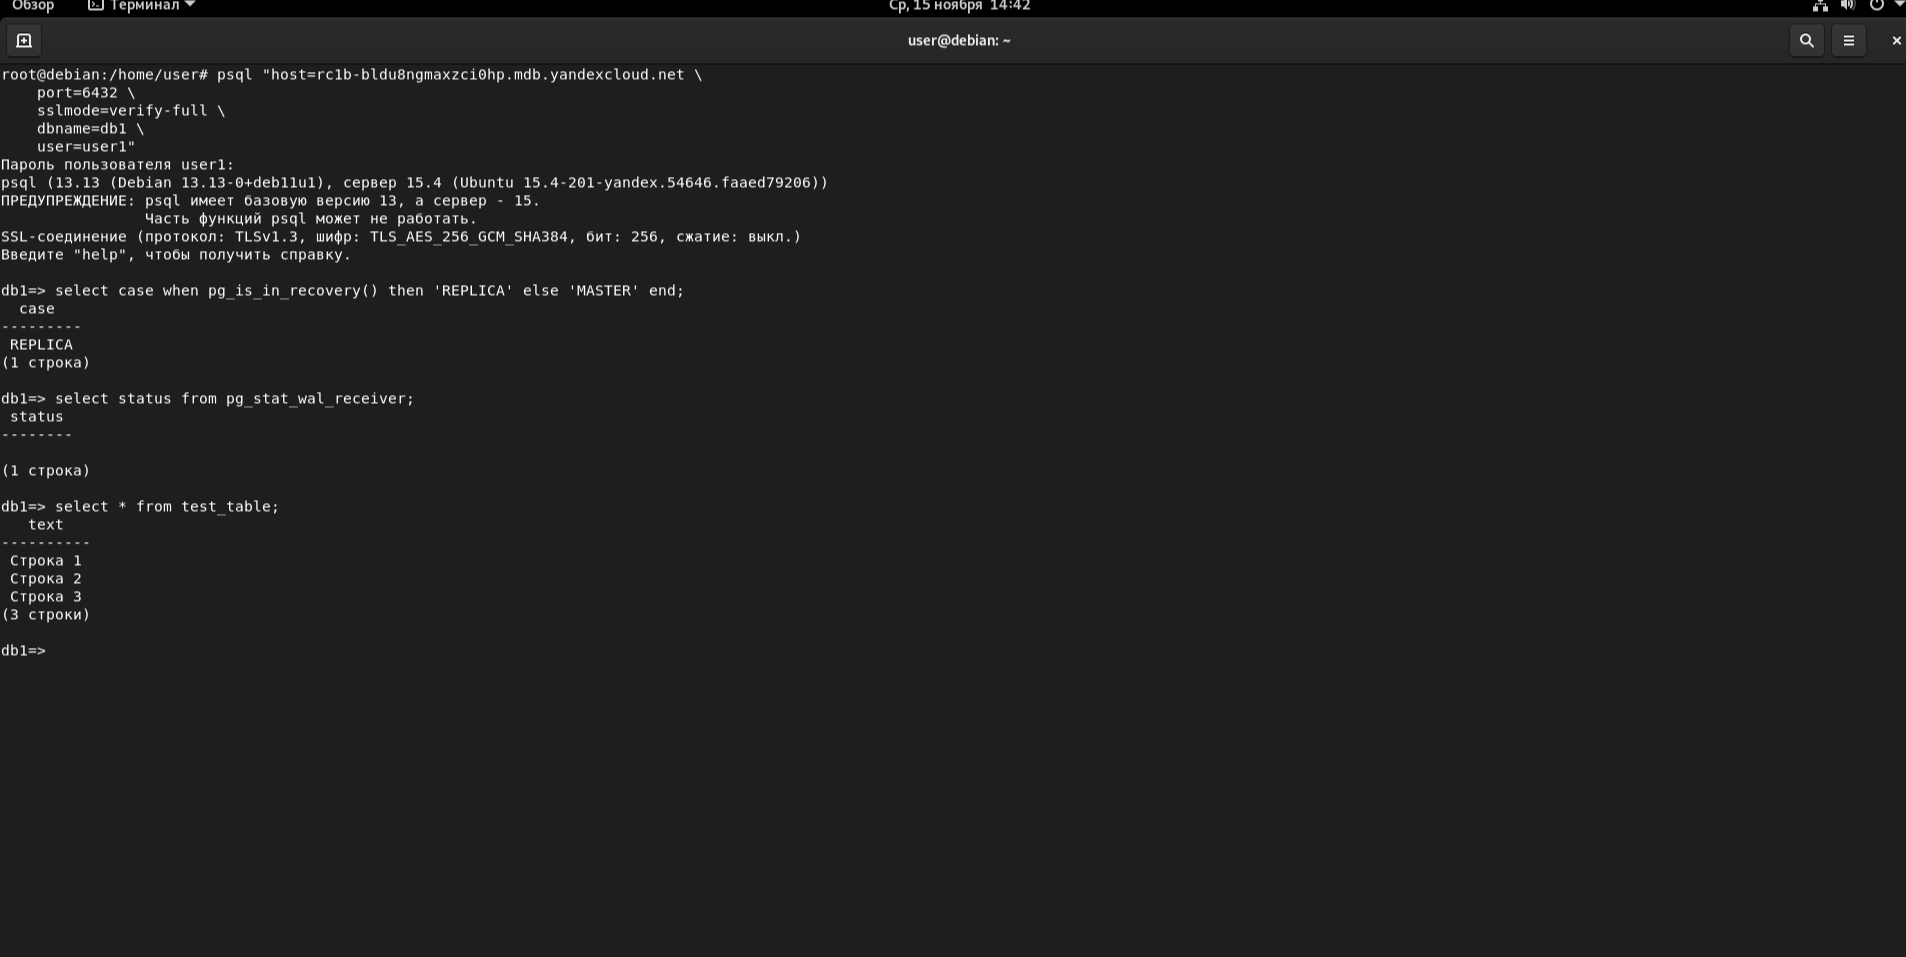 Обзор Терминал Ср, 15 ноября 14:42
user@debian: ~
root@debian:/home/user# psql "host=rc1b-bldu8ngmaxzci0hp.mdb.yandexcloud.net \
    port=6432 \
    sslmode=verify-full \
    dbname=db1 \
    user=user1"
Пароль пользователя user1:
psql (13.13 (Debian 13.13-0+deb11u1), сервер 15.4 (Ubuntu 15.4-201-yandex.54646.faaed79206))
ПРЕДУПРЕЖДЕНИЕ: psql имеет базовую версию 13, а сервер - 15.
                Часть функций psql может не работать.
SSL-соединение (протокол: TLSv1.3, шифр: TLS_AES_256_GCM_SHA384, бит: 256, сжатие: выкл.)
Введите "help", чтобы получить справку.
db1=> select case when pg_is_in_recovery() then 'REPLICA' else 'MASTER' end;
  case
---------
 REPLICA
(1 строка)
db1=> select status from pg_stat_wal_receiver;
 status
--------
(1 строка)
db1=> select * from test_table;
   text
----------
 Строка 1
 Строка 2
 Строка 3
(3 строки)
db1=>